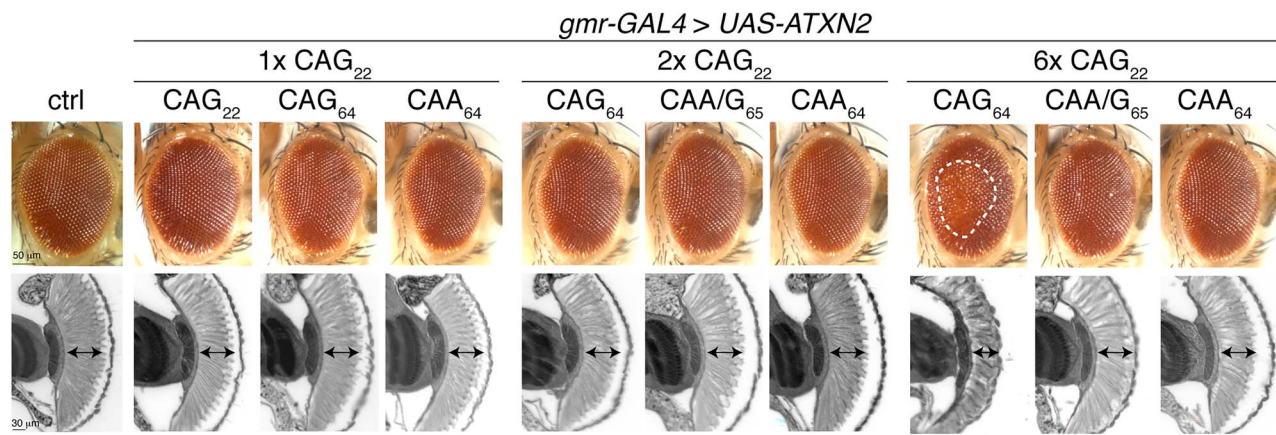 gmr-GAL4 > UAS-ATXN2
1x CAG22 2x CAG22 6x CAG22
ctrl CAG22 CAG64 CAA64 CAG64 CAA/G65 CAA64 CAG64 CAA/G65 CAA64
50 μm
30 μm